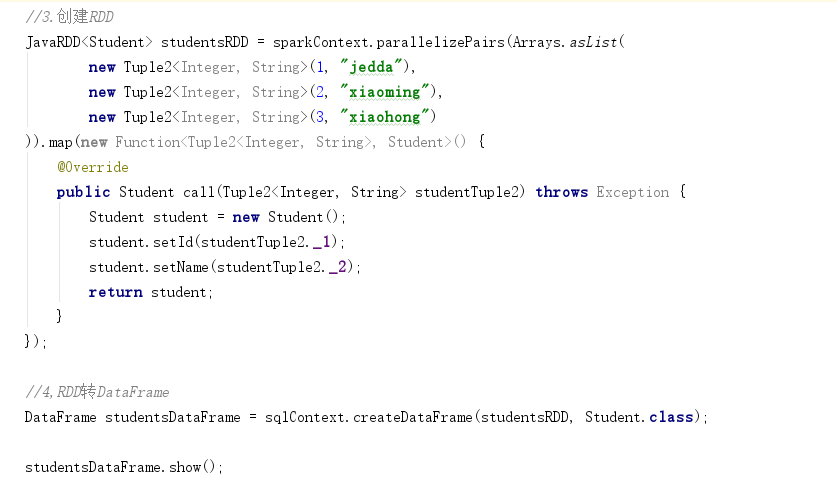 //3.创建RDD
JavaRDD<Student> studentsRDD = sparkContext.parallelizePairs(Arrays.asList(
        new Tuple2<Integer, String>(1, "jedda"),
        new Tuple2<Integer, String>(2, "xiaoming"),
        new Tuple2<Integer, String>(3, "xiaohong")
)).map(new Function<Tuple2<Integer, String>, Student>() {
    @Override
    public Student call(Tuple2<Integer, String> studentTuple2) throws Exception {
        Student student = new Student();
        student.setId(studentTuple2._1);
        student.setName(studentTuple2._2);
        return student;
    }
});
//4,RDD转DataFrame
DataFrame studentsDataFrame = sqlContext.createDataFrame(studentsRDD, Student.class);
studentsDataFrame.show();